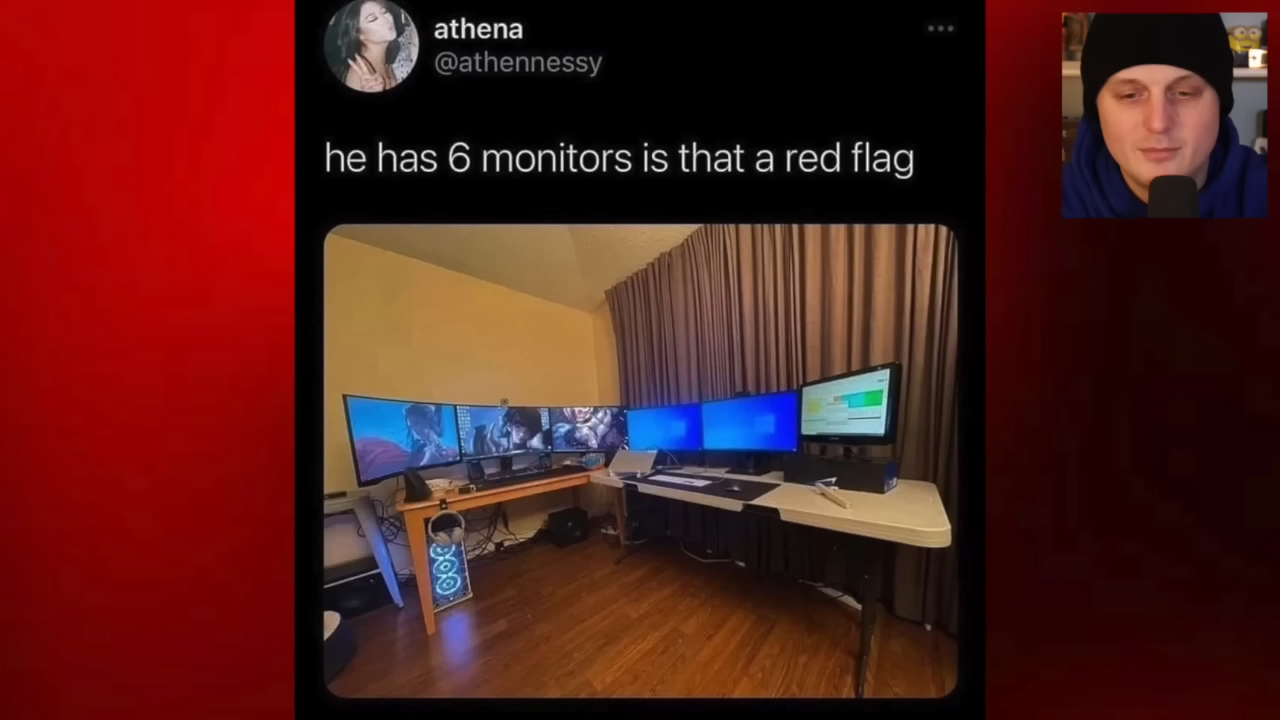 athena
@athennessy
he has 6 monitors is that a red flag